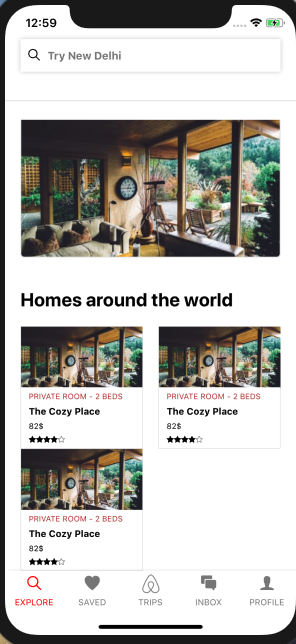 12:59
Try New Delhi
Homes around the world
PRIVATE ROOM - 2 BEDS
The Cozy Place
82$
PRIVATE ROOM - 2 BEDS
The Cozy Place
82$
PRIVATE ROOM - 2 BEDS
The Cozy Place
82$
EXPLORE SAVED TRIPS INBOX PROFILE